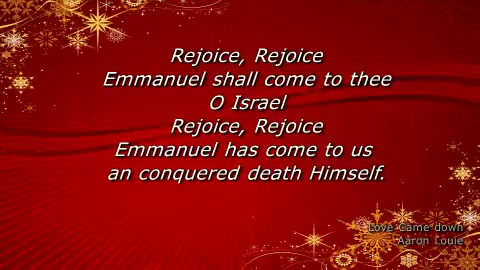 Rejoice, Rejoice
Emmanuel shall come to thee
O Israel
Rejoice, Rejoice
Emmanuel has come to us
an conquered death Himself.
Love Came down
Aaron Louie